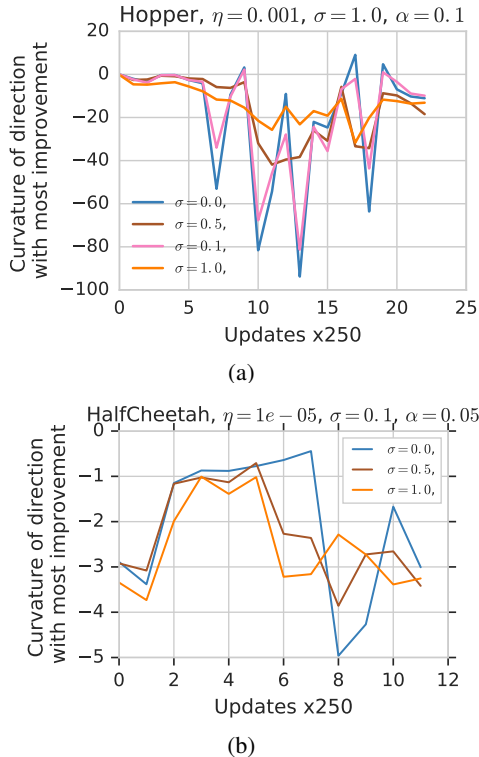 Hopper, η = 0.001, σ = 1.0, α = 0.1
Curvature of direction
with most improvement
20
0
−20
−40
−60
−80
−100
σ = 0.0,
σ = 0.5,
σ = 0.1,
σ = 1.0,
0 5 10 15 20 25
Updates x250
(a)
HalfCheetah, η = 1e − 05, σ = 0.1, α = 0.05
Curvature of direction
with most improvement
0
−1
−2
−3
−4
−5
σ = 0.0,
σ = 0.5,
σ = 1.0,
0 2 4 6 8 10 12
Updates x250
(b)